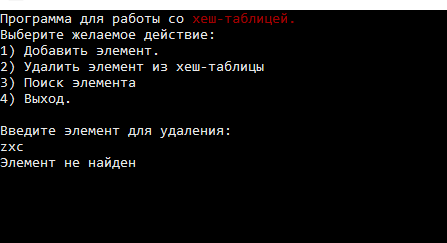 Программа для работы со хеш-таблицей.
Выберите желаемое действие:
1) Добавить элемент.
2) Удалить элемент из хеш-таблицы
3) Поиск элемента
4) Выход.
Введите элемент для удаления:
zxc
Элемент не найден